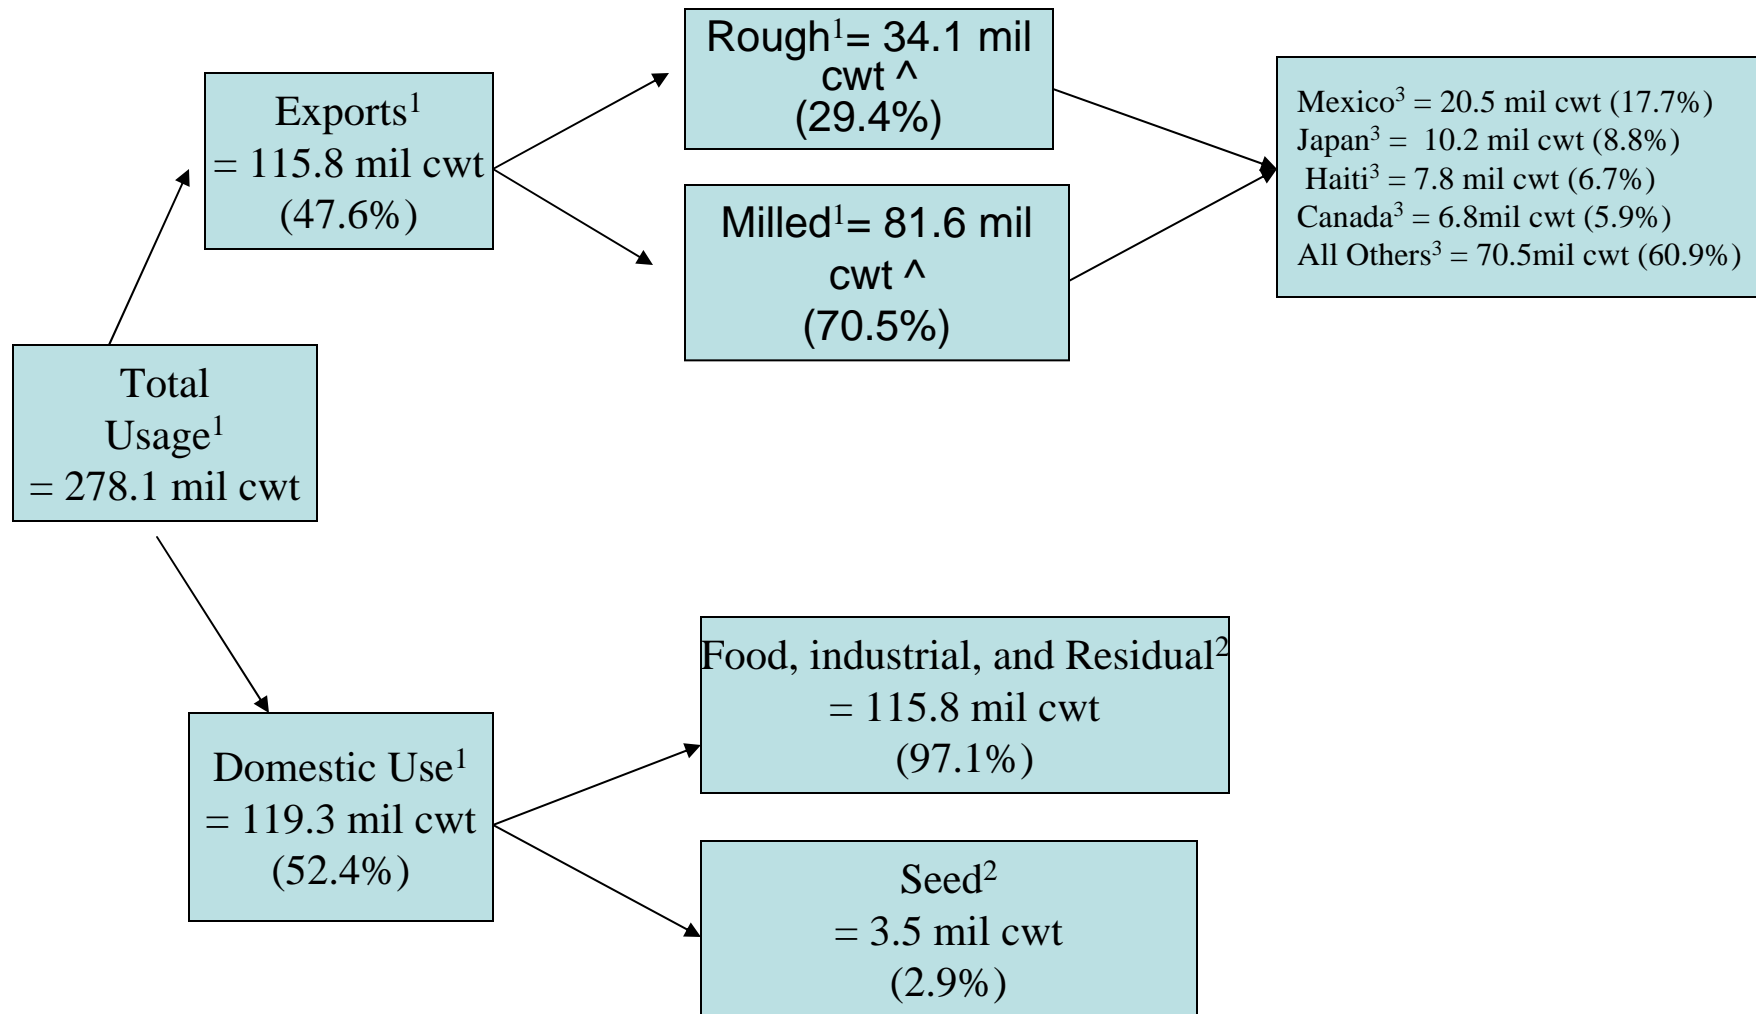 Rough¹= 34.1 mil
cwt ^
(29.4%)
Exports¹
= 115.8 mil cwt
(47.6%)
Mexico³ = 20.5 mil cwt (17.7%)
Japan³ =  10.2 mil cwt (8.8%)
Haiti³ = 7.8 mil cwt (6.7%)
Canada³ = 6.8mil cwt (5.9%)
All Others³ = 70.5mil cwt (60.9%)
Milled¹= 81.6 mil
cwt ^
(70.5%)
Total
Usage¹
= 278.1 mil cwt
Food, industrial, and Residual²
= 115.8 mil cwt
(97.1%)
Domestic Use¹
= 119.3 mil cwt
(52.4%)
Seed²
= 3.5 mil cwt
(2.9%)